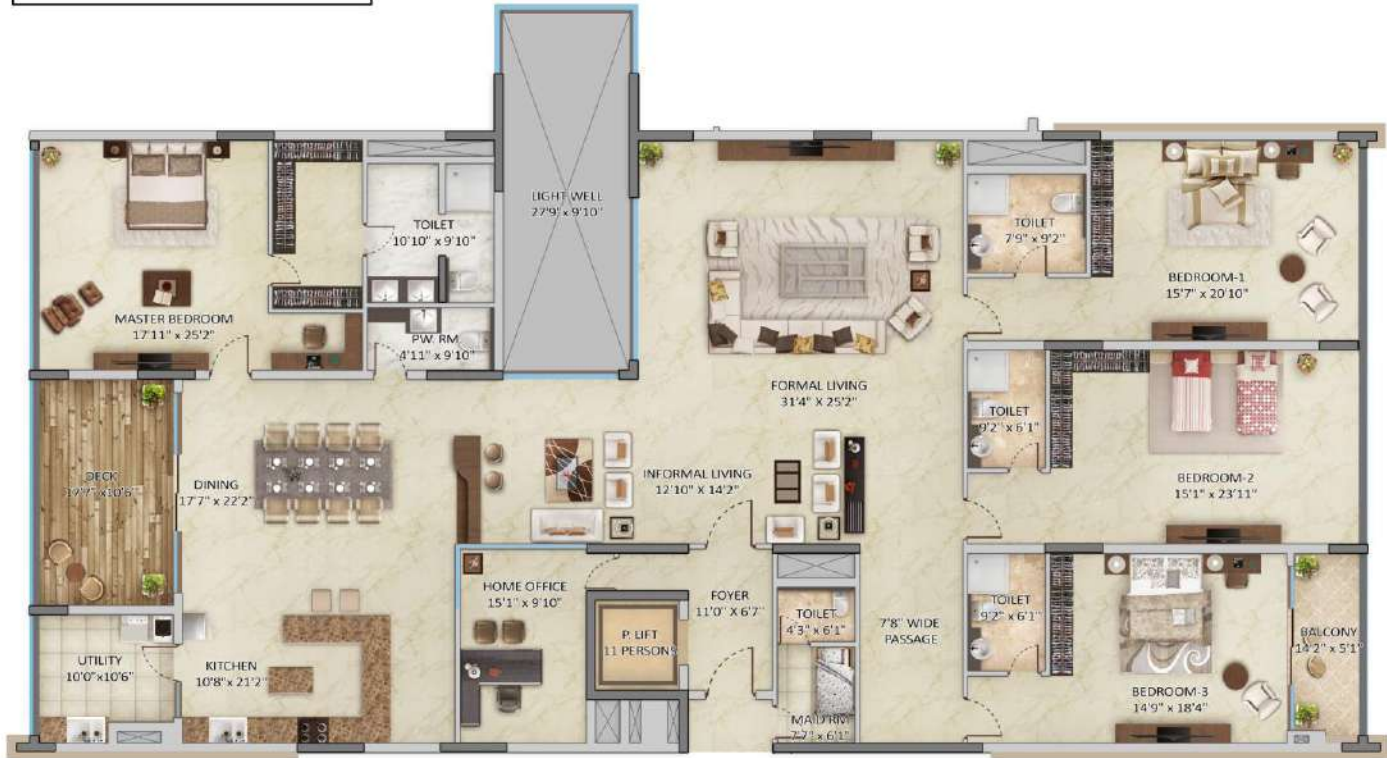 LIGHT WELL
27'9" x 9'10"
TOILET
10'10" x 9'10"
TOILET
7'9" x 9'2"
BEDROOM-1
15'7" x 20'10"
MASTER BEDROOM
17'11" x 25'2"
PW. RM
4'11" x 9'10"
FORMAL LIVING
31'4" X 25'2"
TOILET
9'2" x 6'1"
BEDROOM-2
15'1" x 23'11"
DECK
17'7" x10'6"
DINING
17'7" x 22'2"
INFORMAL LIVING
12'10" X 14'2"
HOME OFFICE
15'1" x 9'10"
FOYER
11'0" X 6'7"
TOILET
4'3" x 6'1"
7'8" WIDE
PASSAGE
TOILET
9'2" x 6'1"
P. LIFT
11 PERSONS
BALCONY
14'2" x 5'1"
UTILITY
10'0"x10'6"
KITCHEN
10'8"x 21'2"
BEDROOM-3
14'9" x 18'4"
MAID RM
7'7" x 6'1"